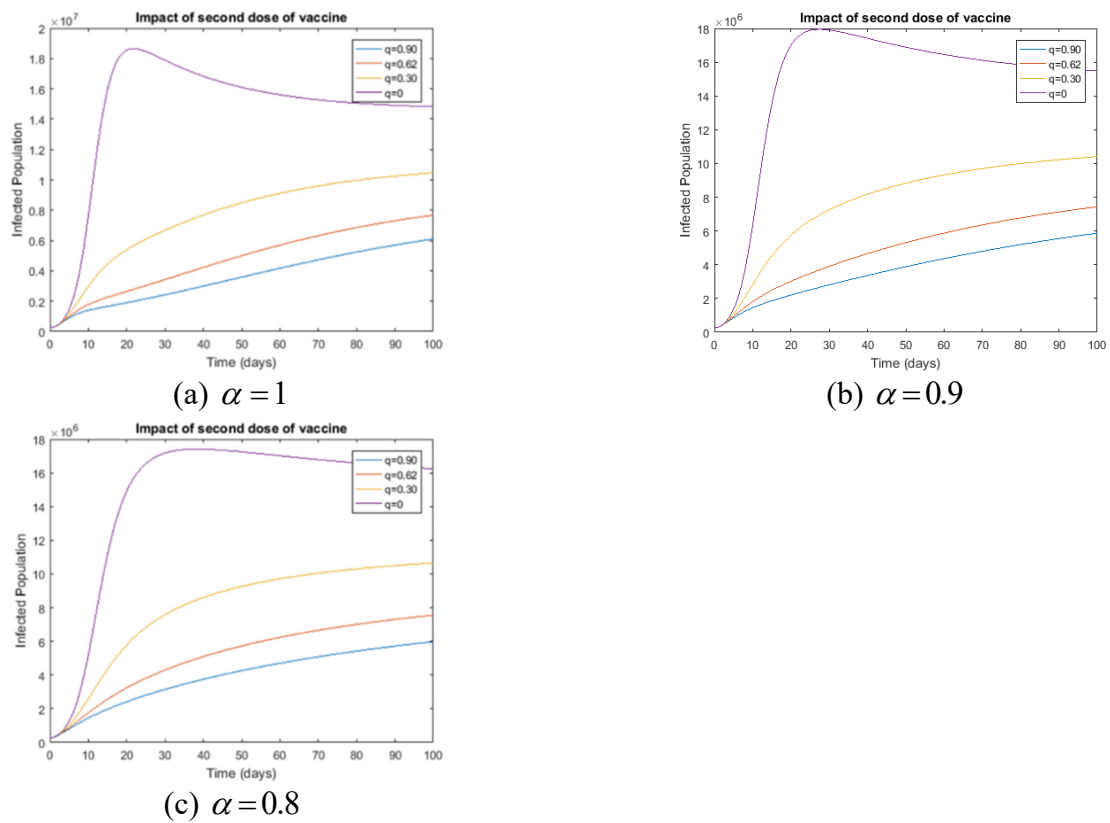 Impact of second dose of vaccine
×10⁷
2
1.8
1.6
1.4
1.2
1
0.8
0.6
0.4
0.2
0
Infected Population
q=0.90
q=0.62
q=0.30
q=0
0 10 20 30 40 50 60 70 80 90 100
Time (days)
(a) α = 1
Impact of second dose of vaccine
×10⁶
18
16
14
12
10
8
6
4
2
0
Infected Population
q=0.90
q=0.62
q=0.30
q=0
0 10 20 30 40 50 60 70 80 90 100
Time (days)
(b) α = 0.9
Impact of second dose of vaccine
×10⁶
18
16
14
12
10
8
6
4
2
0
Infected Population
q=0.90
q=0.62
q=0.30
q=0
0 10 20 30 40 50 60 70 80 90 100
Time (days)
(c) α = 0.8